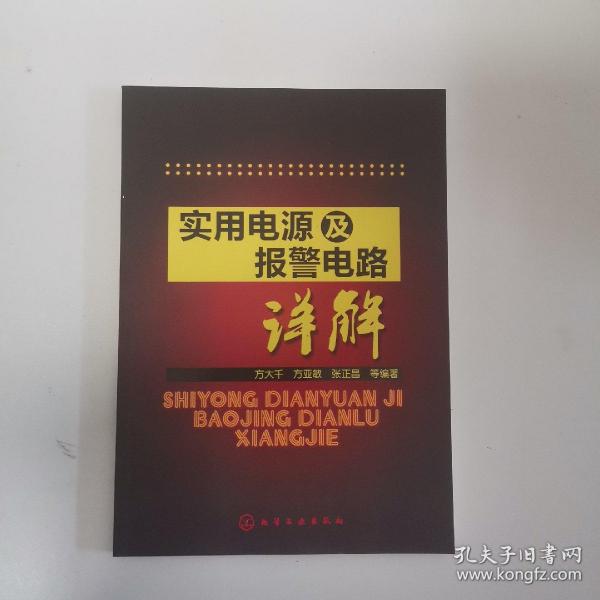 实用电源及
报警电路
详解
方大千 方亚敏 张正昌 等编著
SHIYONG DIANYUAN JI
BAOJING DIANLU
XIANGJIE
化学工业出版社
孔夫子旧书网
www.kongfz.com